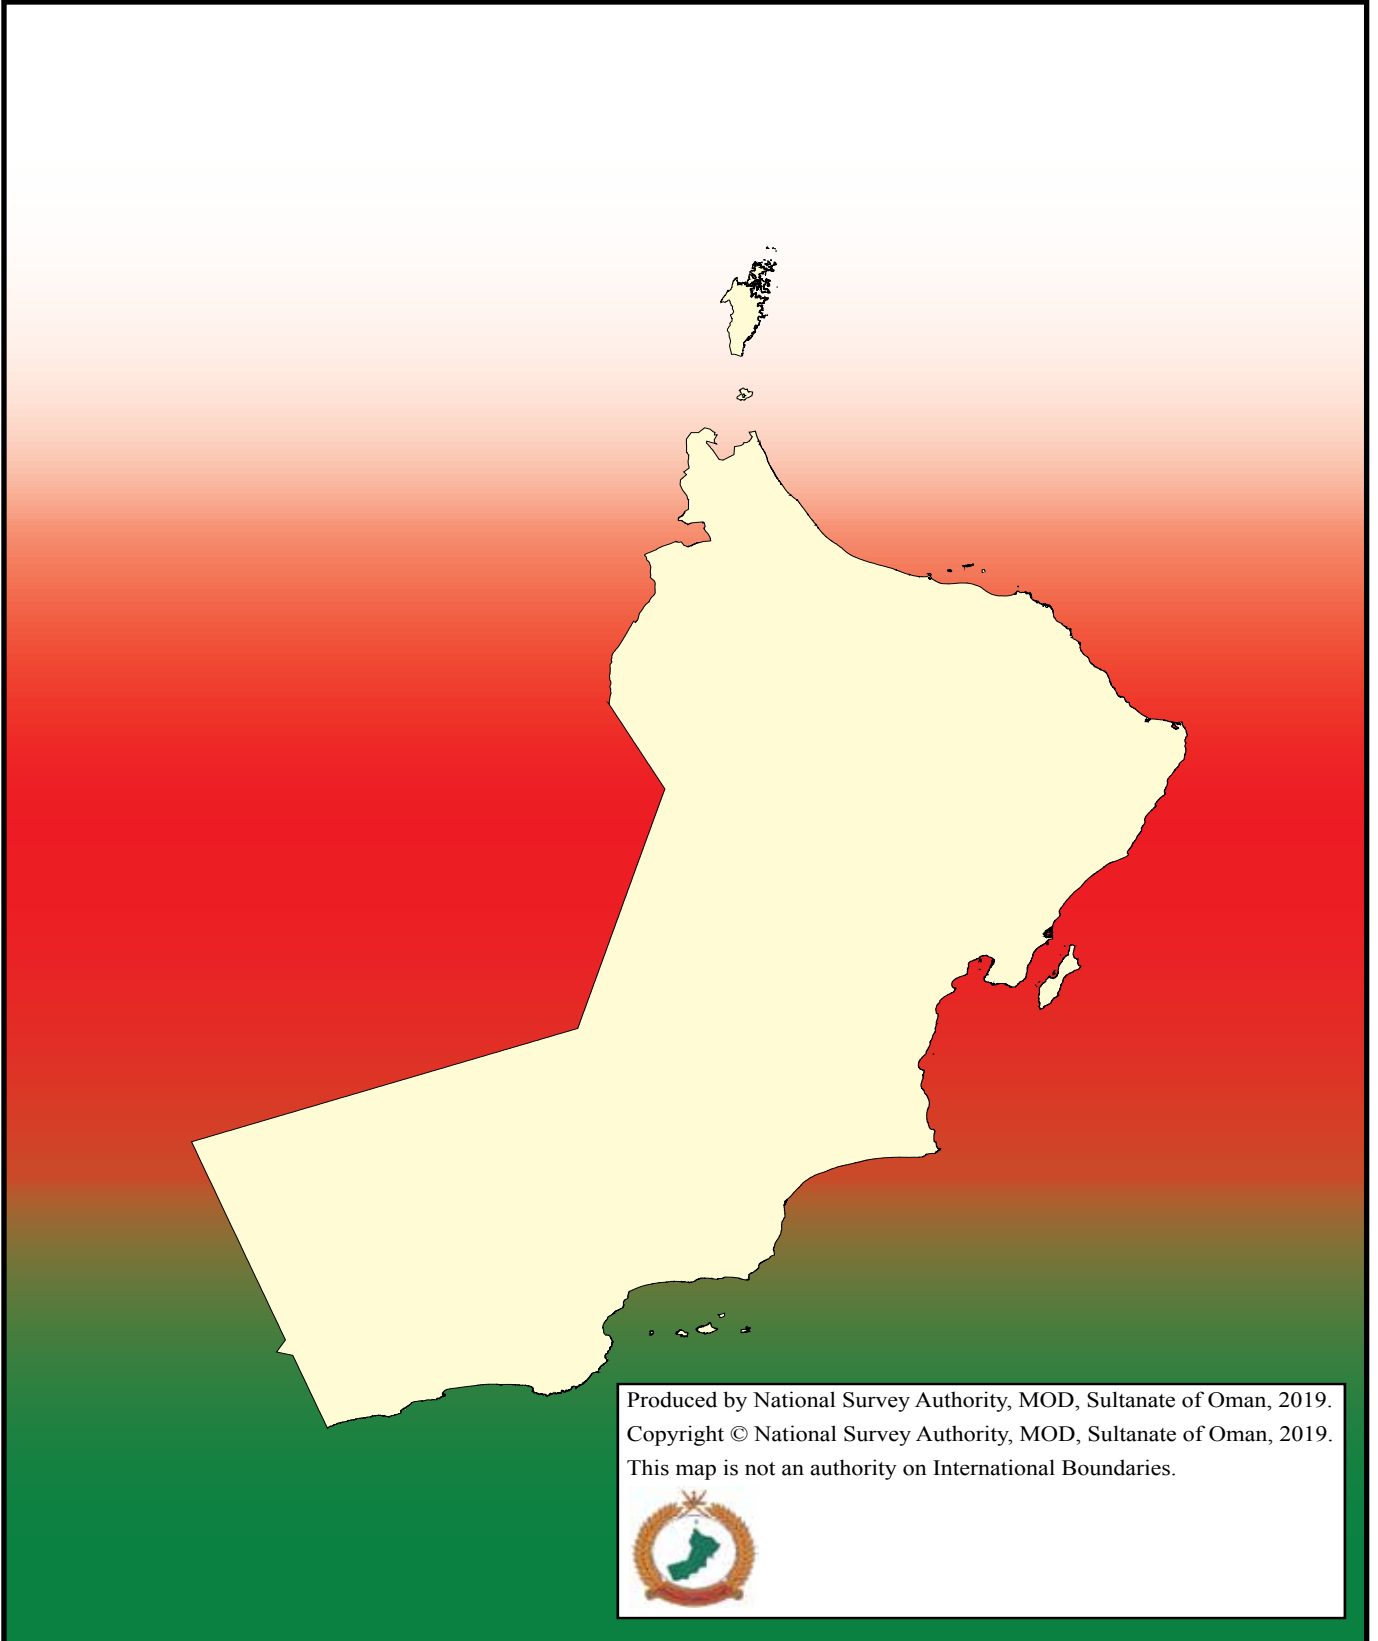 Produced by National Survey Authority, MOD, Sultanate of Oman, 2019.
Copyright © National Survey Authority, MOD, Sultanate of Oman, 2019.
This map is not an authority on International Boundaries.